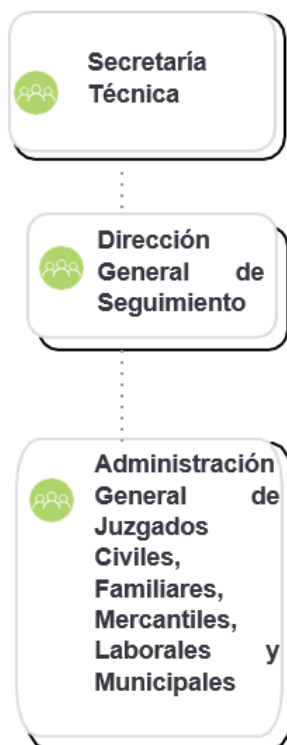 Secretaría
Técnica
Dirección
General de
Seguimiento
Administración
General de
Juzgados
Civiles,
Familiares,
Mercantiles,
Laborales y
Municipales